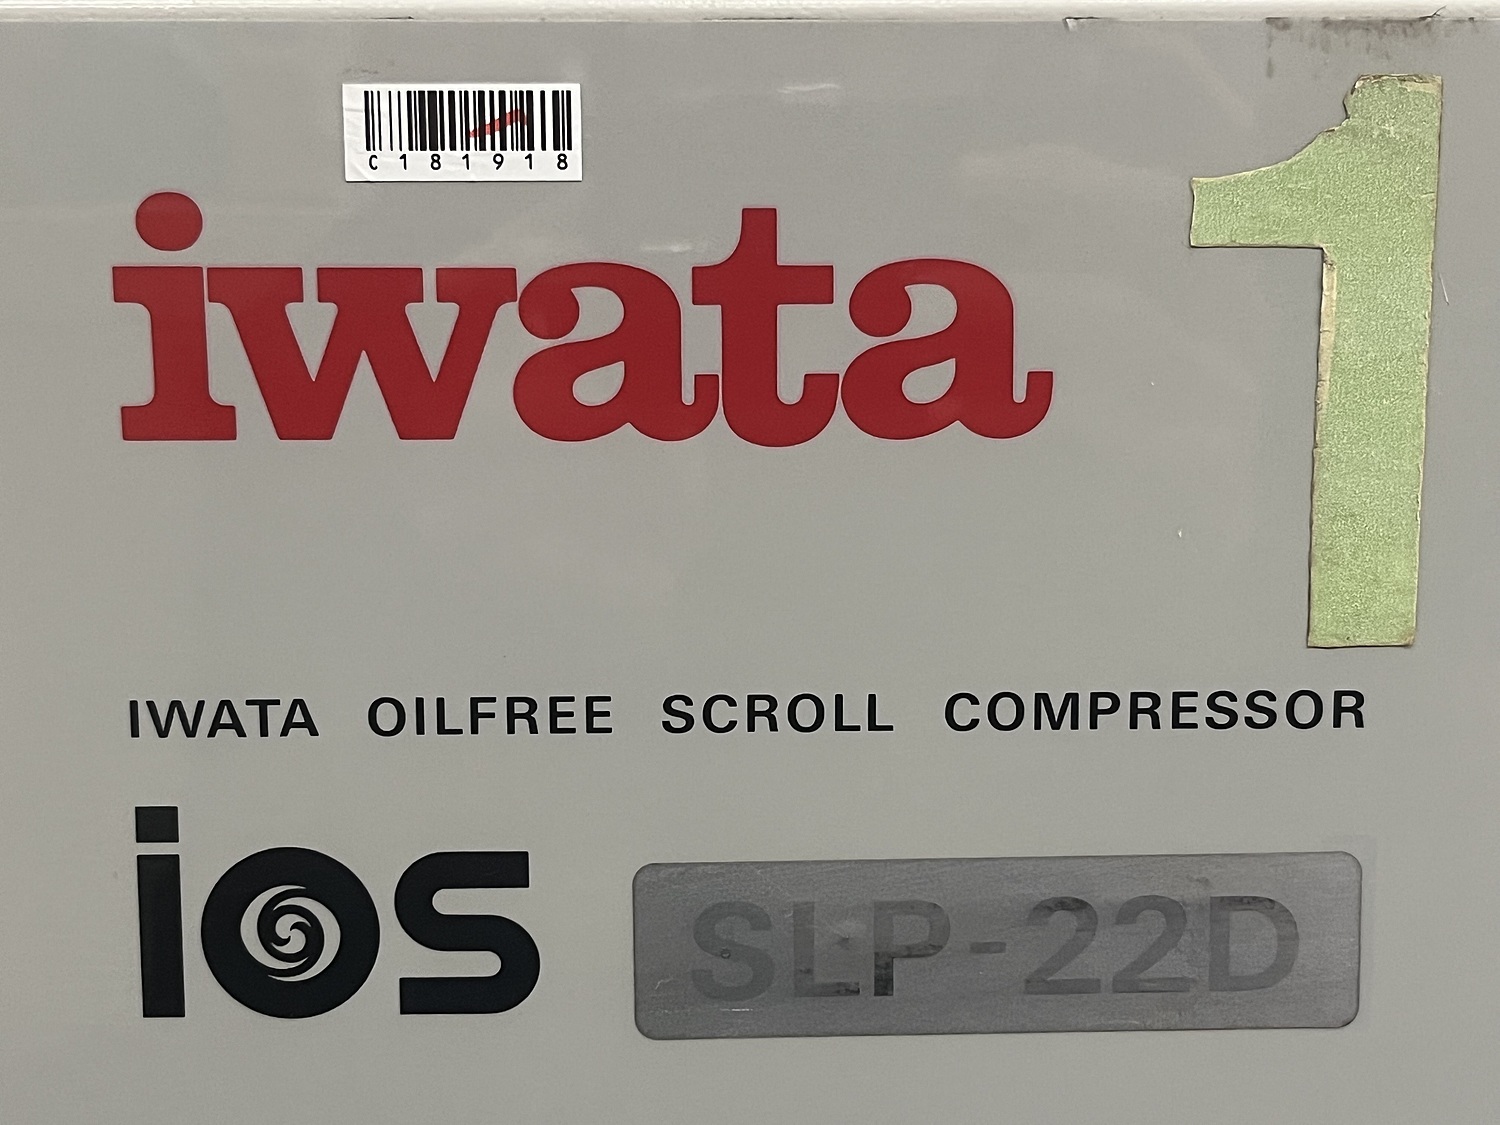 C181918
iwata
1
IWATA OILFREE SCROLL COMPRESSOR
ios
SLP-22D